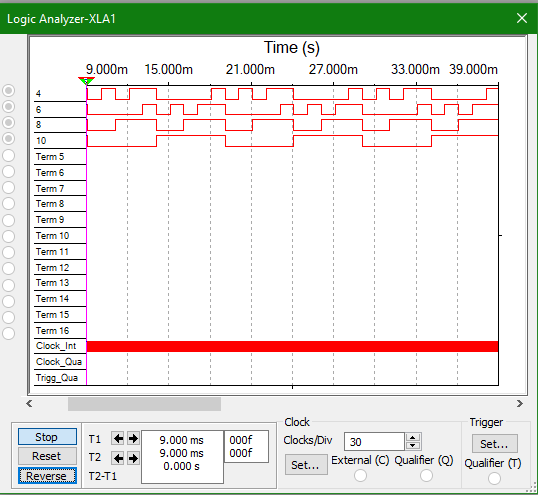 Logic Analyzer-XLA1
Time (s)
9.000m 15.000m 21.000m 27.000m 33.000m 39.000m
4
6
8
10
Term 5
Term 6
Term 7
Term 8
Term 9
Term 10
Term 11
Term 12
Term 13
Term 14
Term 15
Term 16
Clock_Int
Clock_Qua
Trigg_Qua
Stop
Reset
Reverse
T1
T2
T2-T1
9.000 ms
9.000 ms
0.000 s
000f
000f
Clock
Clocks/Div 30
Set... External (C) Qualifier (Q)
Trigger
Set...
Qualifier (T)